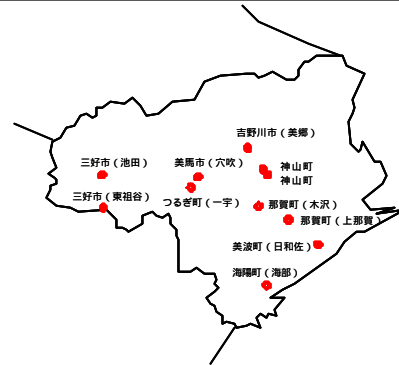 吉野川市（美郷）
三好市（池田）
美馬市（穴吹）
神山町
神山町
三好市（東祖谷）
つるぎ町（一宇）
那賀町（木沢）
那賀町（上那賀）
美波町（日和佐）
海陽町（海部）